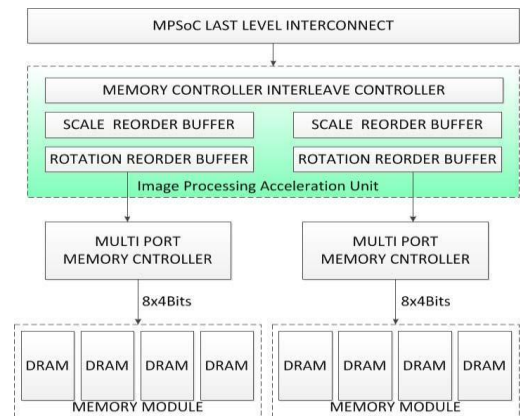 MPSoC LAST LEVEL INTERCONNECT
MEMORY CONTROLLER INTERLEAVE CONTROLLER
SCALE REORDER BUFFER
SCALE REORDER BUFFER
ROTATION REORDER BUFFER
ROTATION REORDER BUFFER
Image Processing Acceleration Unit
MULTI PORT
MEMORY CNTROLLER
MULTI PORT
MEMORY CNTROLLER
8x4Bits
8x4Bits
DRAM DRAM DRAM DRAM
DRAM DRAM DRAM DRAM
MEMORY MODULE
MEMORY MODULE